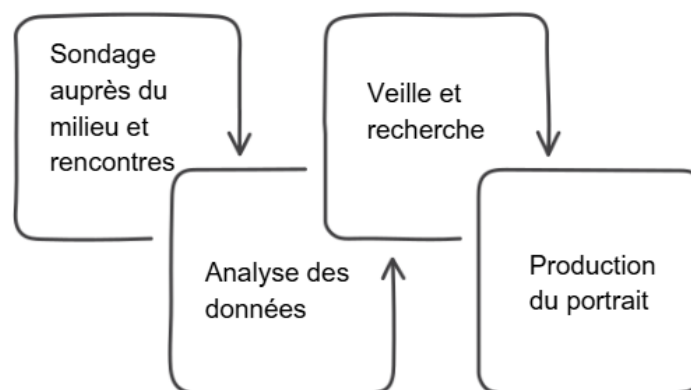 Sondage
auprès du
milieu et
rencontres
Analyse des
données
Veille et
recherche
Production
du portrait